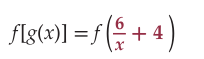 f[g(x)] = f(6/x + 4)